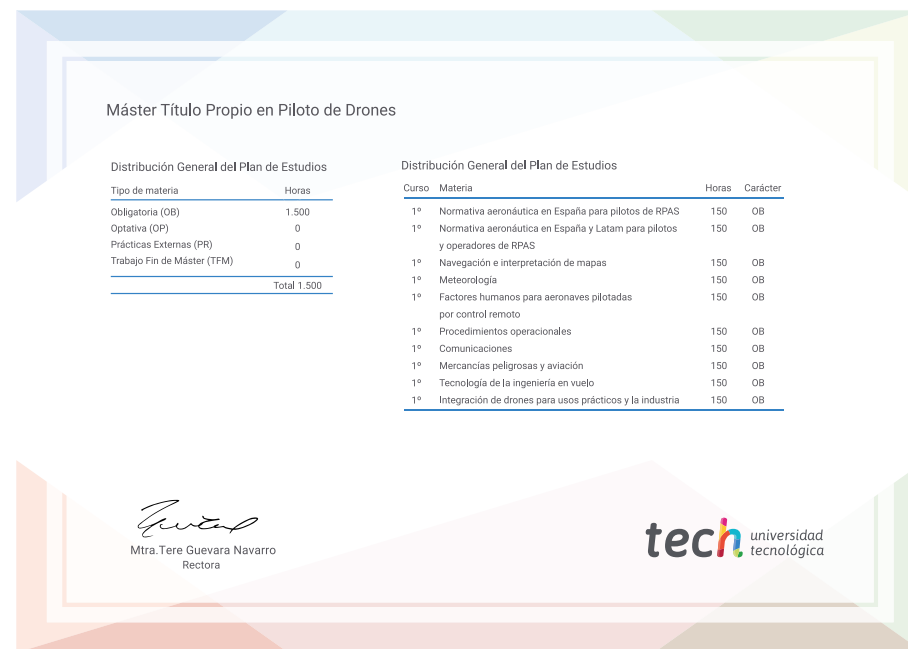 Máster Título Propio en Piloto de Drones
Distribución General del Plan de Estudios
Tipo de materia Horas
Obligatoria (OB) 1.500
Optativa (OP) 0
Prácticas Externas (PR) 0
Trabajo Fin de Máster (TFM) 0
Total 1.500
Distribución General del Plan de Estudios
Curso Materia Horas Carácter
1º Normativa aeronáutica en España para pilotos de RPAS 150 OB
1º Normativa aeronáutica en España y Latam para pilotos 150 OB
y operadores de RPAS
1º Navegación e interpretación de mapas 150 OB
1º Meteorología 150 OB
1º Factores humanos para aeronaves pilotadas 150 OB
por control remoto
1º Procedimientos operacionales 150 OB
1º Comunicaciones 150 OB
1º Mercancías peligrosas y aviación 150 OB
1º Tecnología de la ingeniería en vuelo 150 OB
1º Integración de drones para usos prácticos y la industria 150 OB
Mtra.Tere Guevara Navarro
Rectora
tech universidad
tecnológica